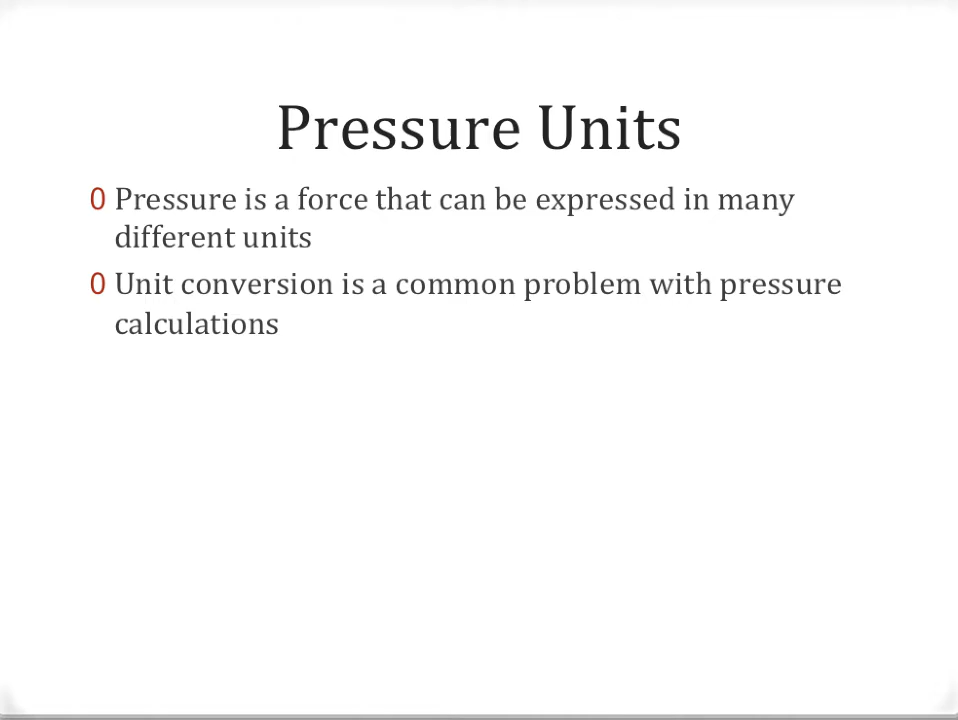 Pressure Units
0 Pressure is a force that can be expressed in many
different units
0 Unit conversion is a common problem with pressure
calculations